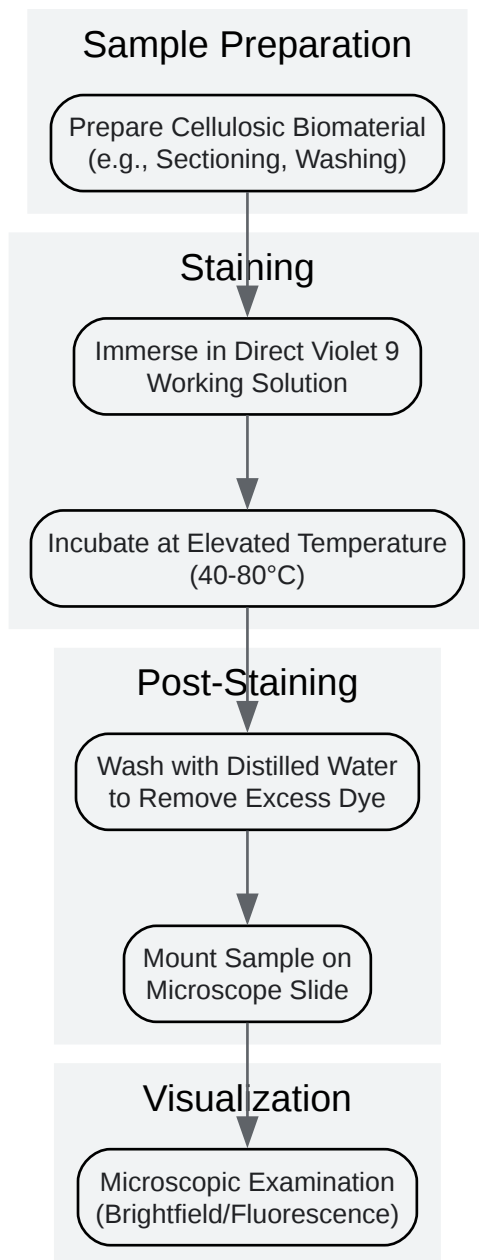 Sample Preparation
Prepare Cellulosic Biomaterial
(e.g., Sectioning, Washing)
Staining
Immerse in Direct Violet 9
Working Solution
Incubate at Elevated Temperature
(40-80°C)
Post-Staining
Wash with Distilled Water
to Remove Excess Dye
Mount Sample on
Microscope Slide
Visualization
Microscopic Examination
(Brightfield/Fluorescence)